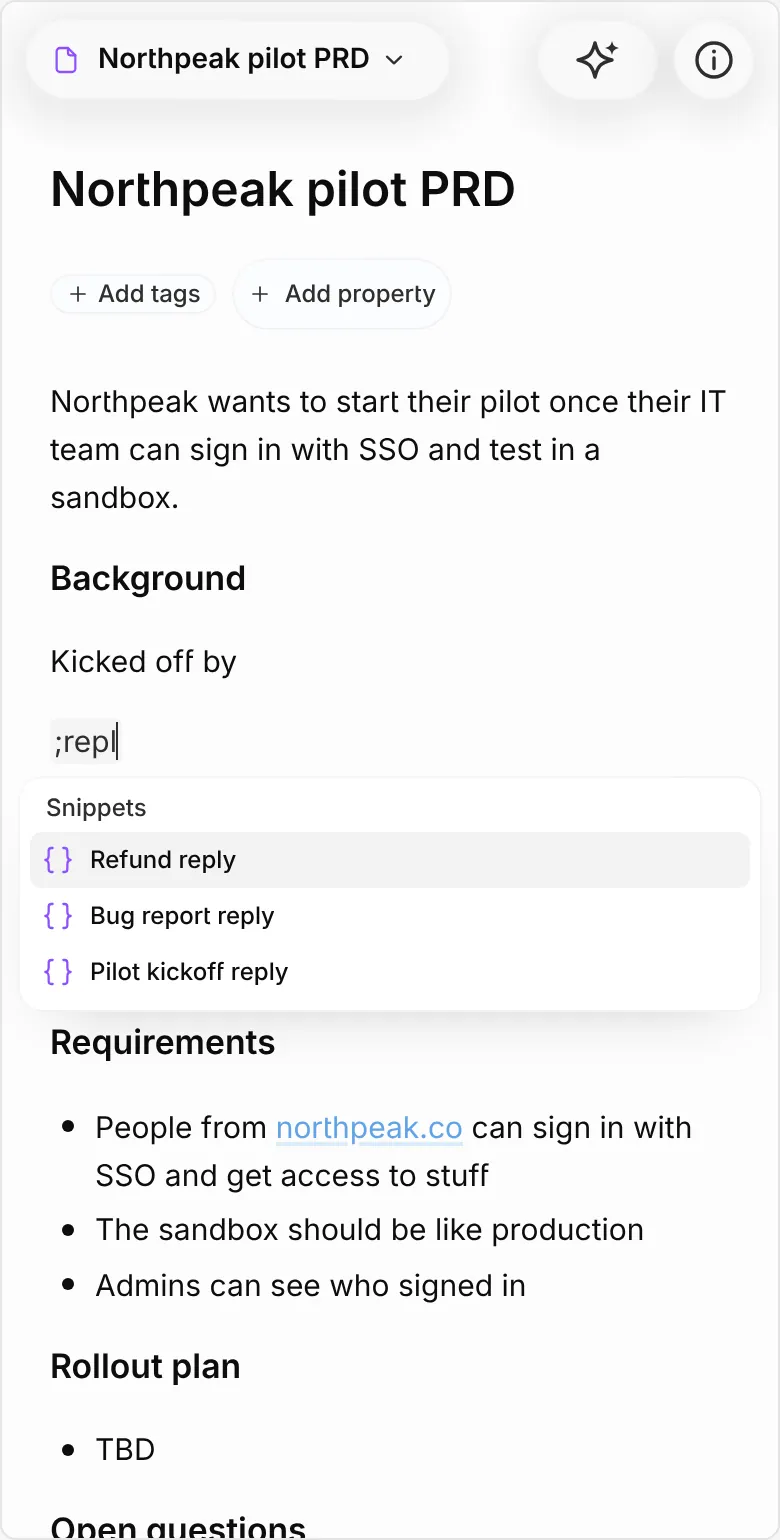 Northpeak pilot PRD
Northpeak pilot PRD
+ Add tags
+ Add property
Northpeak wants to start their pilot once their IT
team can sign in with SSO and test in a
sandbox.
Background
Kicked off by
;repl
Snippets
{ } Refund reply
{ } Bug report reply
{ } Pilot kickoff reply
Requirements
• People from northpeak.co can sign in with
SSO and get access to stuff
• The sandbox should be like production
• Admins can see who signed in
Rollout plan
• TBD
Open questions